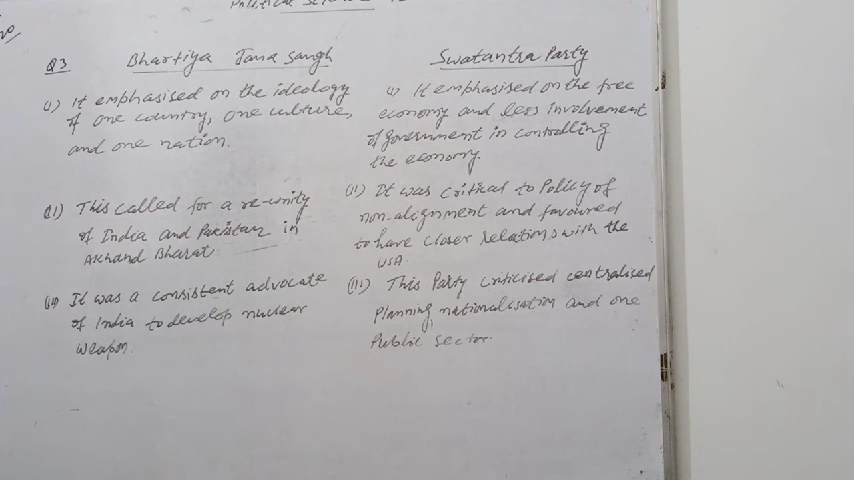 Political Science
Q3
Bhartiya Jana Sangh
(i) It emphasised on the ideology
of one country, one culture,
and one nation.
(ii) This called for a re-unity
of India and Pakistan in
Akhand Bharat
(iii) It was a consistent advocate
of India to develop nuclear
weapon.
Swatantra Party
(i) It emphasised on the free
economy and less involvement
of government in controlling
the economy.
(ii) It was critical to Policy of
non-alignment and favoured
to have closer relations with the
USA.
(iii) This Party criticised centralised
Planning nationalisation and one
Public sector.